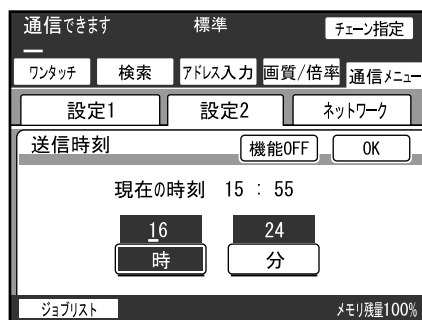 通信できます 標準 チェーン指定
ワンタッチ 検索 アドレス入力 画質/倍率 通信メニュー
設定1 設定2 ネットワーク
送信時刻 機能OFF OK
現在の時刻 15 : 55
16 24
時 分
ジョブリスト メモリ残量100%